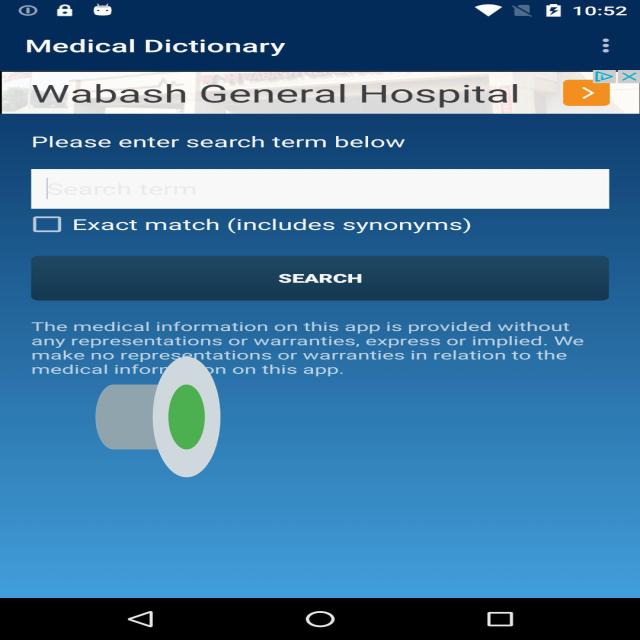 10:52
Medical Dictionary
Wabash General Hospital
Please enter search term below
Search term
Exact match (includes synonyms)
SEARCH
The medical information on this app is provided without
any representations or warranties, express or implied. We
make no representations or warranties in relation to the
medical on on this app.